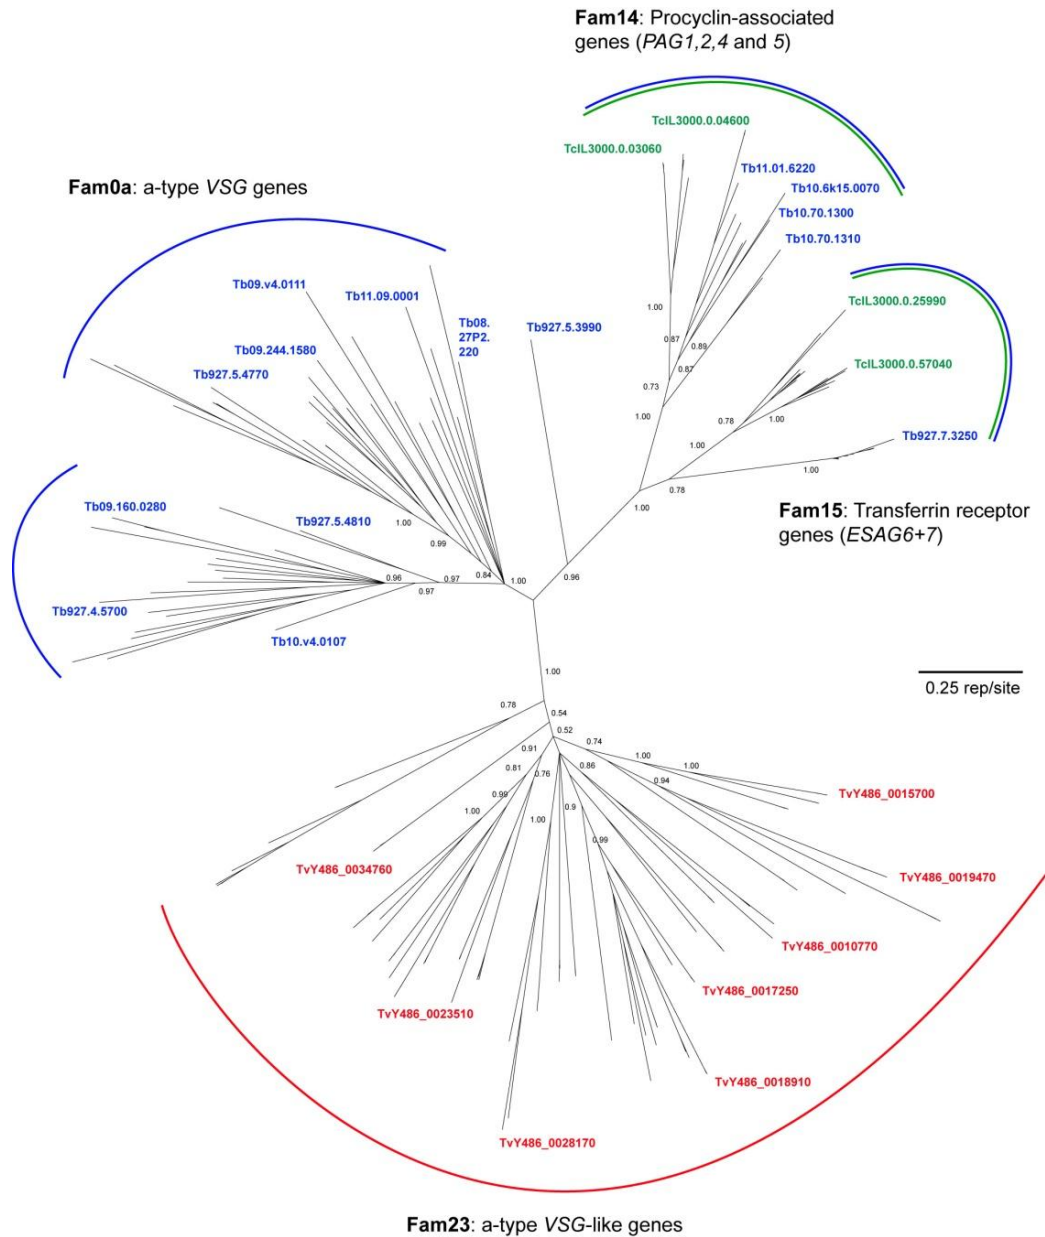 Fam14: Procyclin-associated
genes (PAG1,2,4 and 5)
TcIL3000.0.04600
TcIL3000.0.03060
Tb11.01.6220
Tb10.6k15.0070
Tb10.70.1300
Tb10.70.1310
Fam0a: a-type VSG genes
Tb09.v4.0111
Tb11.09.0001
Tb08.
27P2.
220
Tb927.5.3990
Tb09.244.1580
Tb927.5.4770
TcIL3000.0.25990
TcIL3000.0.57040
Tb927.7.3250
1.00
0.87
0.89
0.87
0.73
1.00
0.78
1.00
1.00
1.00
0.78
1.00
Fam15: Transferrin receptor
genes (ESAG6+7)
Tb09.160.0280
Tb927.5.4810
1.00
0.99
0.84
1.00
0.96
0.97
0.97
0.96
Tb927.4.5700
Tb10.v4.0107
0.25 rep/site
1.00
0.78
0.54
0.52
0.91
0.74
1.00
1.00
0.81
0.76
0.86
0.94
0.99
1.00
1.00
0.9
0.99
TvY486_0015700
TvY486_0034760
TvY486_0019470
TvY486_0010770
TvY486_0017250
TvY486_0023510
TvY486_0018910
TvY486_0028170
Fam23: a-type VSG-like genes